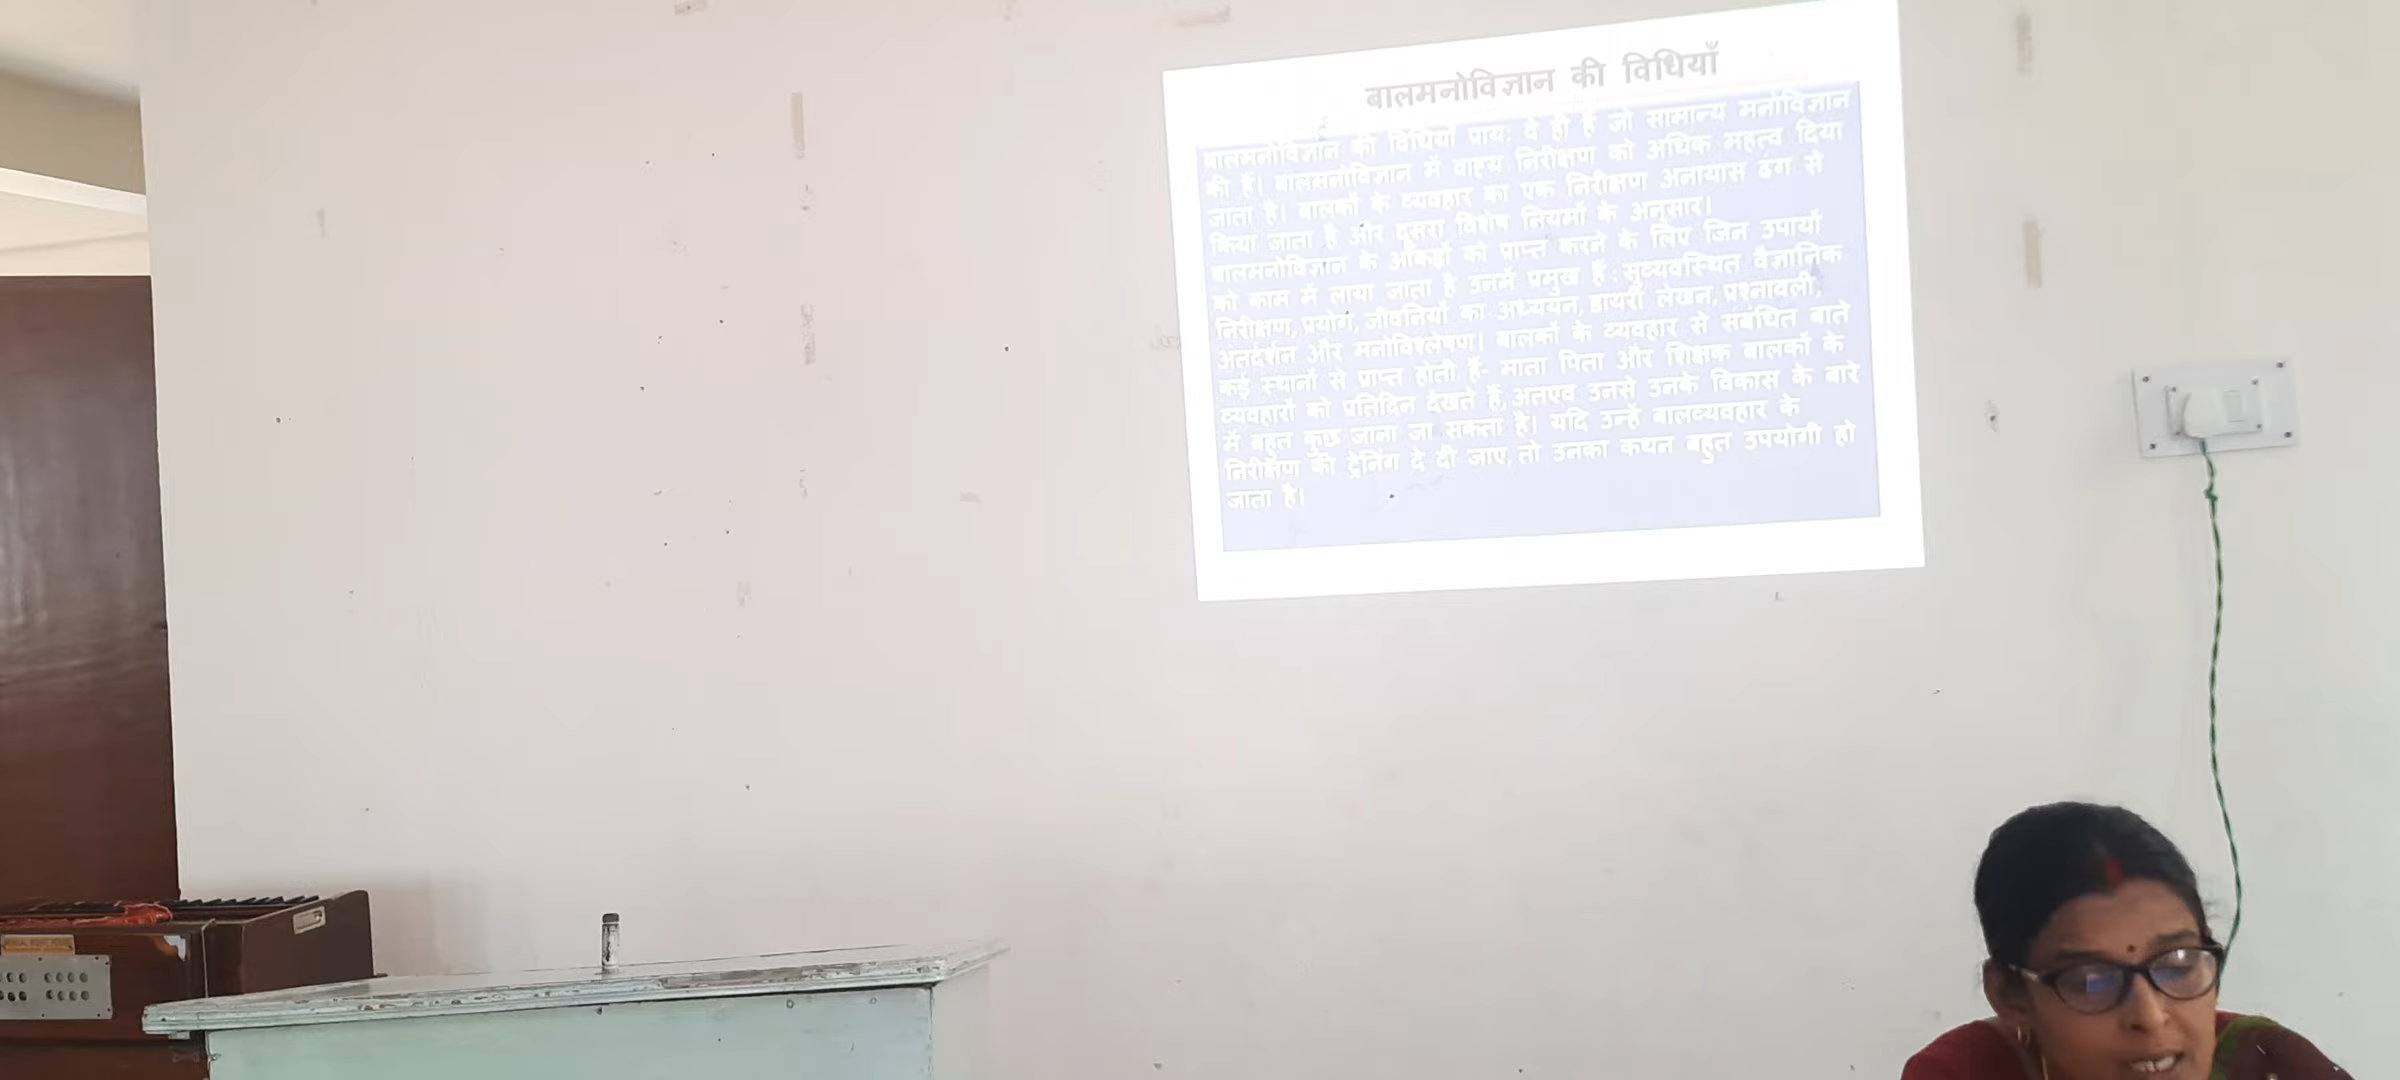 बालमनोविज्ञान की विधियाँ
बालमनोविज्ञान की विधियाँ प्राय: वे ही हैं जो सामान्य मनोविज्ञान
की हैं। बालमनोविज्ञान में वाह्य निरीक्षण को अधिक महत्व दिया
जाता है। बालकों के व्यवहार का एक निरीक्षण अनायास ढंग से
किया जाता है और दूसरा विशेष नियमों के अनुसार।
बालमनोविज्ञान के आँकड़ों को प्राप्त करने के लिए जिन उपायों
को काम में लाया जाता है उनमें प्रमुख हैं : सुव्यवस्थित वैज्ञानिक
निरीक्षण, प्रयोग, जीवनियों का अध्ययन, डायरी लेखन, प्रश्नावली,
अंतर्दर्शन और मनोविश्लेषण। बालकों के व्यवहार से संबंधित बातें
कई स्थानों से प्राप्त होती हैं- माता पिता और शिक्षक बालकों के
व्यवहारों को प्रतिदिन देखते हैं, अतएव उनसे उनके विकास के बारे
में बहुत कुछ जाना जा सकता है। यदि उन्हें बालव्यवहार के
निरीक्षण की ट्रेनिंग दे दी जाए, तो उनका कथन बहुत उपयोगी हो
जाता है।